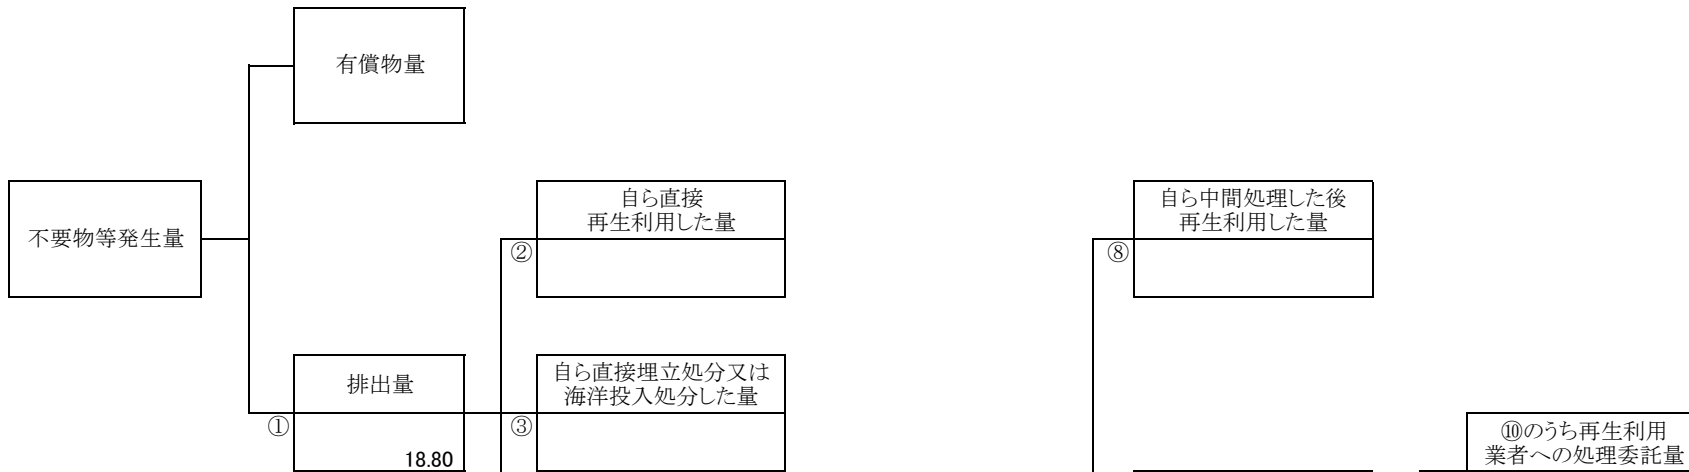 有償物量
不要物等発生量
自ら直接
再生利用した量
②
自ら中間処理した後
再生利用した量
⑧
排出量
①
18.80
自ら直接埋立処分又は
海洋投入処分した量
③
⑩のうち再生利用
業者への処理委託量